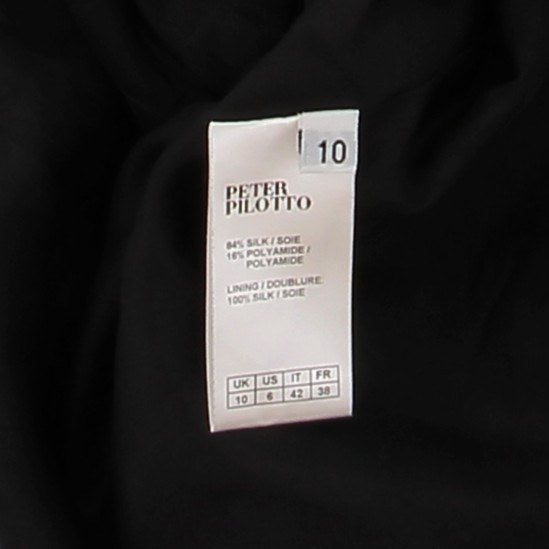 10
PETER
PILOTTO
84% SILK / SOIE
16% POLYAMIDE /
POLYAMIDE
LINING / DOUBLURE:
100% SILK / SOIE
UK US IT FR
10 6 42 38